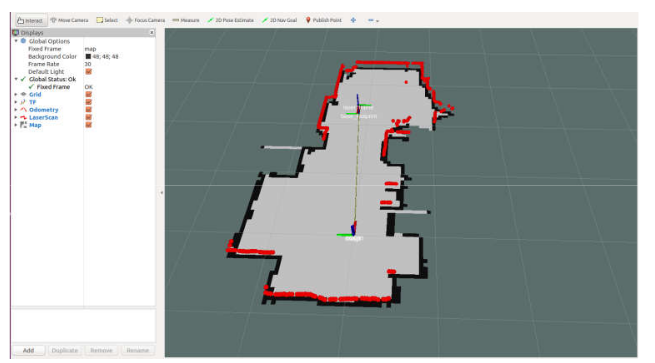 Interact Move Camera Select Focus Camera Measure 2D Pose Estimate 2D Nav Goal Publish Point
Displays
Global Options
Fixed Frame map
Background Color 48; 48; 48
Frame Rate 30
Default Light
Global Status: Ok
Fixed Frame OK
Grid
TF
Odometry
LaserScan
Map
Add Duplicate Remove Rename